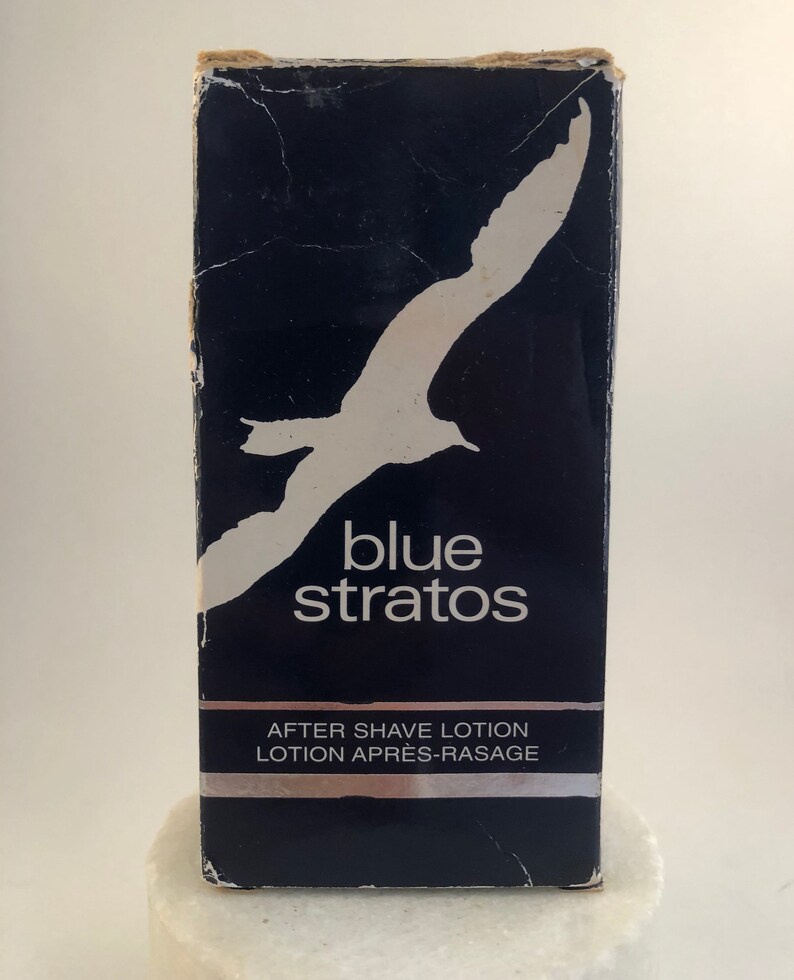 blue
stratos
AFTER SHAVE LOTION
LOTION APRÈS-RASAGE